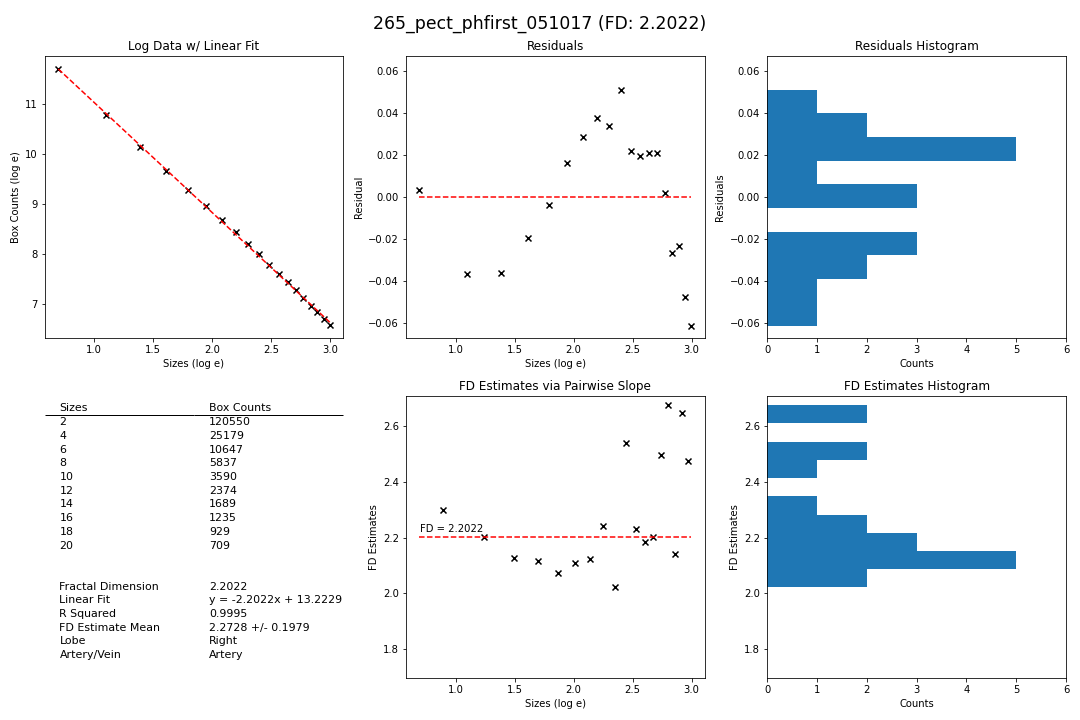 265_pect_phfirst_051017 (FD: 2.2022)
Log Data w/ Linear Fit
Box Counts (log e)
11
10
9
8
7
1.0 1.5 2.0 2.5 3.0
Sizes (log e)
Residuals
Residual
0.06
0.04
0.02
0.00
−0.02
−0.04
−0.06
1.0 1.5 2.0 2.5 3.0
Sizes (log e)
Residuals Histogram
Residuals
0.06
0.04
0.02
0.00
−0.02
−0.04
−0.06
0 1 2 3 4 5 6
Counts
Sizes Box Counts
2 120550
4 25179
6 10647
8 5837
10 3590
12 2374
14 1689
16 1235
18 929
20 709
Fractal Dimension 2.2022
Linear Fit y = -2.2022x + 13.2229
R Squared 0.9995
FD Estimate Mean 2.2728 +/- 0.1979
Lobe Right
Artery/Vein Artery
FD Estimates via Pairwise Slope
FD Estimates
2.6
2.4
2.2
2.0
1.8
FD = 2.2022
1.0 1.5 2.0 2.5 3.0
Sizes (log e)
FD Estimates Histogram
FD Estimates
2.6
2.4
2.2
2.0
1.8
0 1 2 3 4 5 6
Counts